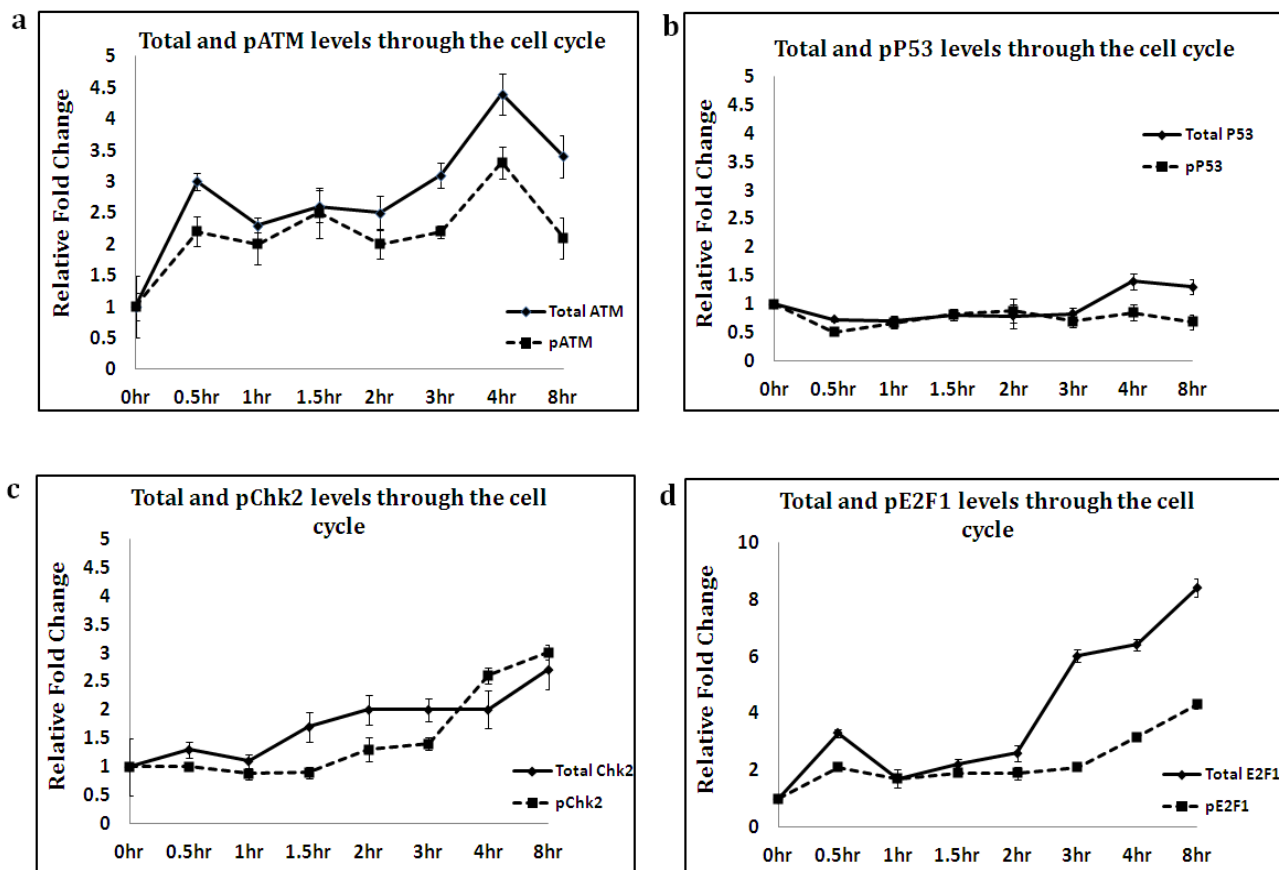 a
Total and pATM levels through the cell cycle
Relative Fold Change
5
4.5
4
3.5
3
2.5
2
1.5
1
0.5
0
Total ATM
pATM
0hr 0.5hr 1hr 1.5hr 2hr 3hr 4hr 8hr
b
Total and pP53 levels through the cell cycle
Relative Fold Change
5
4.5
4
3.5
3
2.5
2
1.5
1
0.5
0
Total P53
pP53
0hr 0.5hr 1hr 1.5hr 2hr 3hr 4hr 8hr
c
Total and pChk2 levels through the cell
cycle
Relative Fold Change
5
4.5
4
3.5
3
2.5
2
1.5
1
0.5
0
Total Chk2
pChk2
0hr 0.5hr 1hr 1.5hr 2hr 3hr 4hr 8hr
d
Total and pE2F1 levels through the cell
cycle
Relative Fold Change
10
8
6
4
2
0
Total E2F1
pE2F1
0hr 0.5hr 1hr 1.5hr 2hr 3hr 4hr 8hr